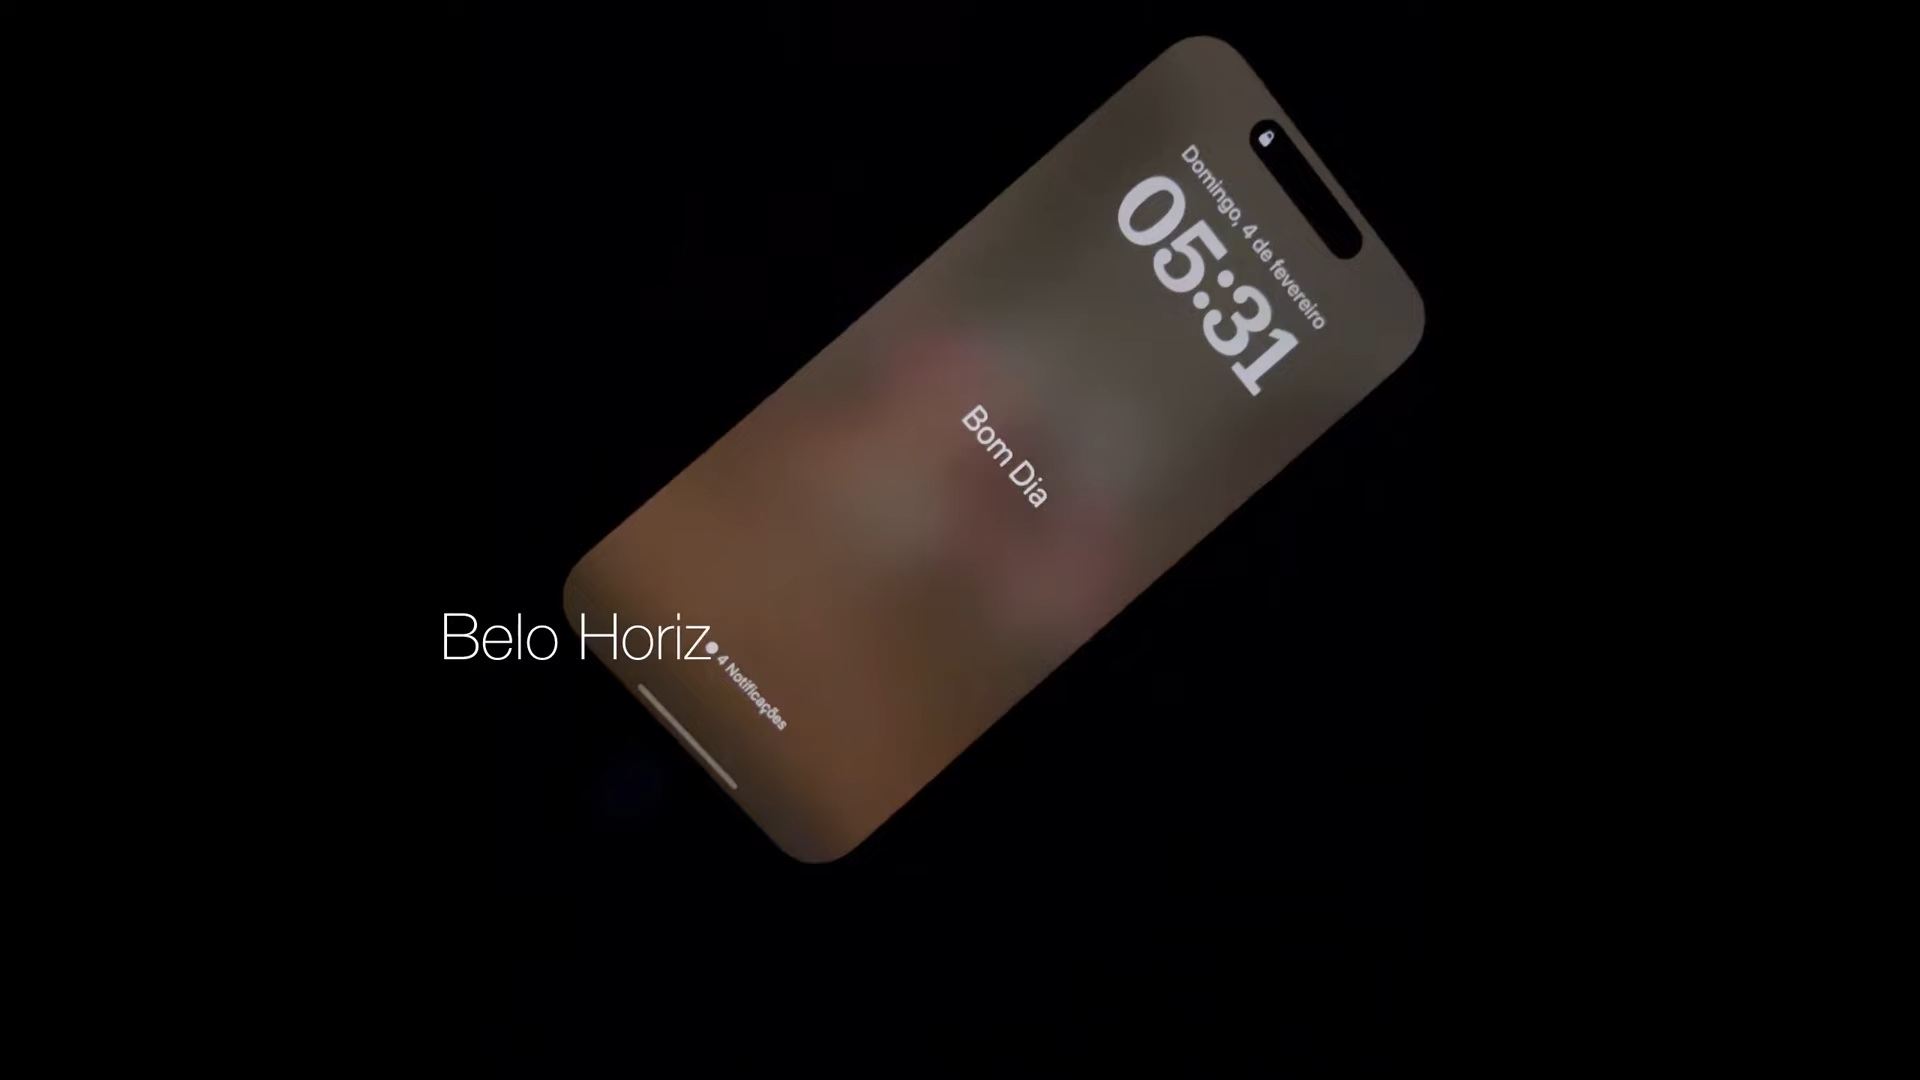 Domingo, 4 de fevereiro
05:31
Bom Dia
Belo Horiz
4 Notificações